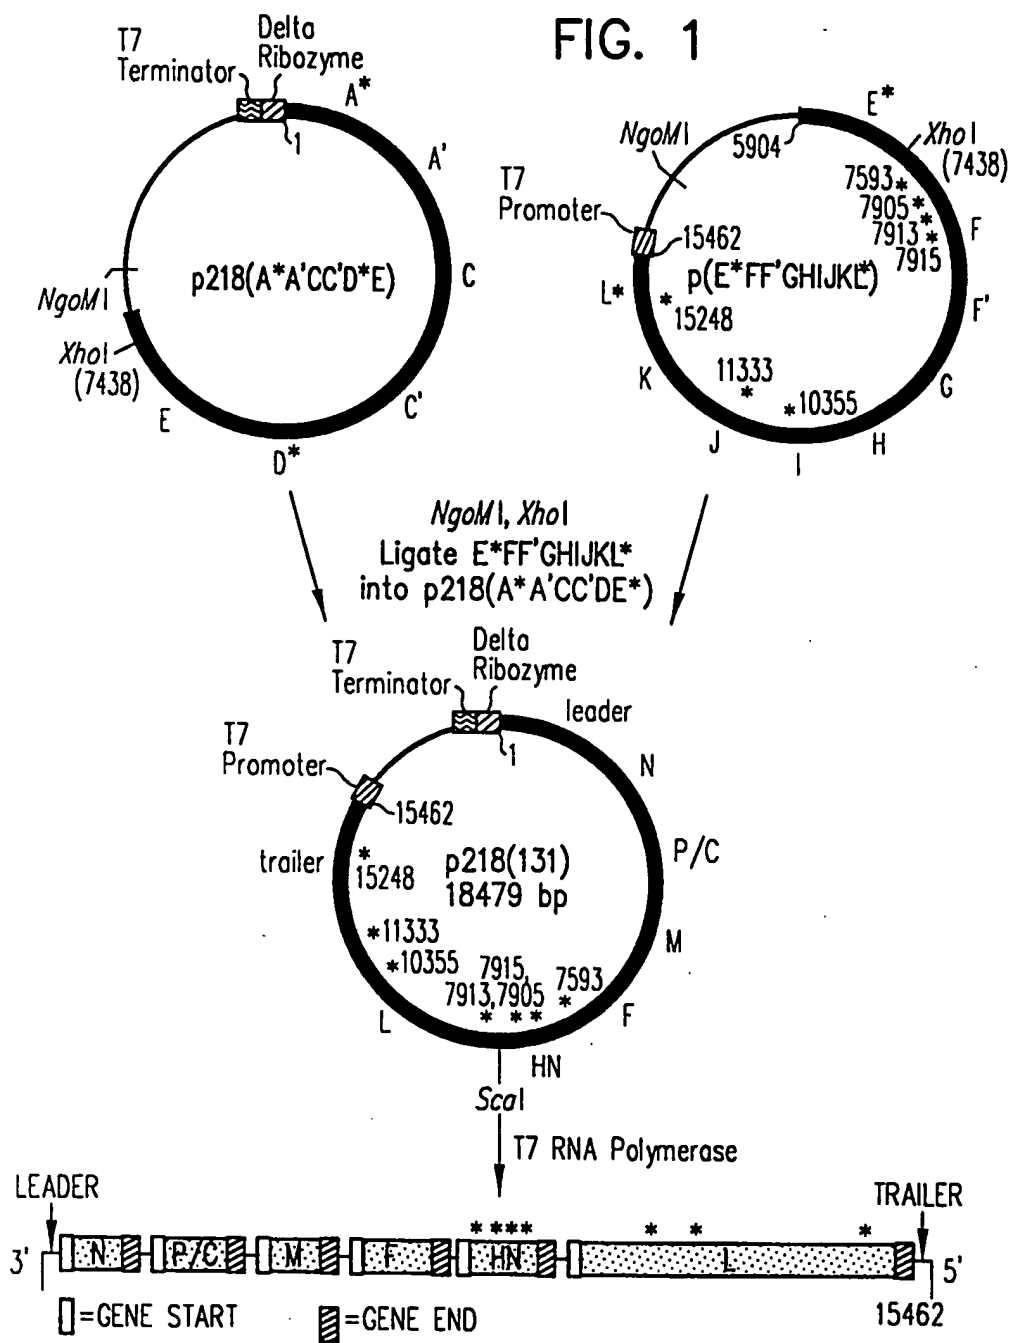 FIG. 1
T7
Terminator
Delta
Ribozyme
A*
1
A'
C
C'
D*
E
XhoI
(7438)
NgoMI
p218(A*A'CC'D*E)
E*
XhoI
(7438)
5904
NgoMI
T7
Promoter
15462
7593*
7905*
7913*
7915
*
F
F'
G
H
I
J
K
L*
p(E*FF'GHIJKL*)
*
15248
11333
*
*10355
NgoMI, XhoI
Ligate E*FF'GHIJKL*
into p218(A*A'CC'DE*)
T7
Terminator
Delta
Ribozyme
leader
1
T7
Promoter
15462
N
P/C
M
F
HN
L
trailer
p218(131)
18479 bp
*
15248
*11333
*10355
7915,
7913,7905
* * *
7593
*
ScaI
T7 RNA Polymerase
LEADER
TRAILER
* * * * * * *
3' N P/C M F HN L 5'
15462
=GENE START
=GENE END